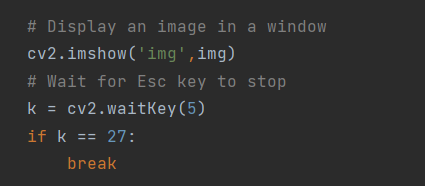 # Display an image in a window
cv2.imshow('img',img)
# Wait for Esc key to stop
k = cv2.waitKey(5)
if k == 27:
    break